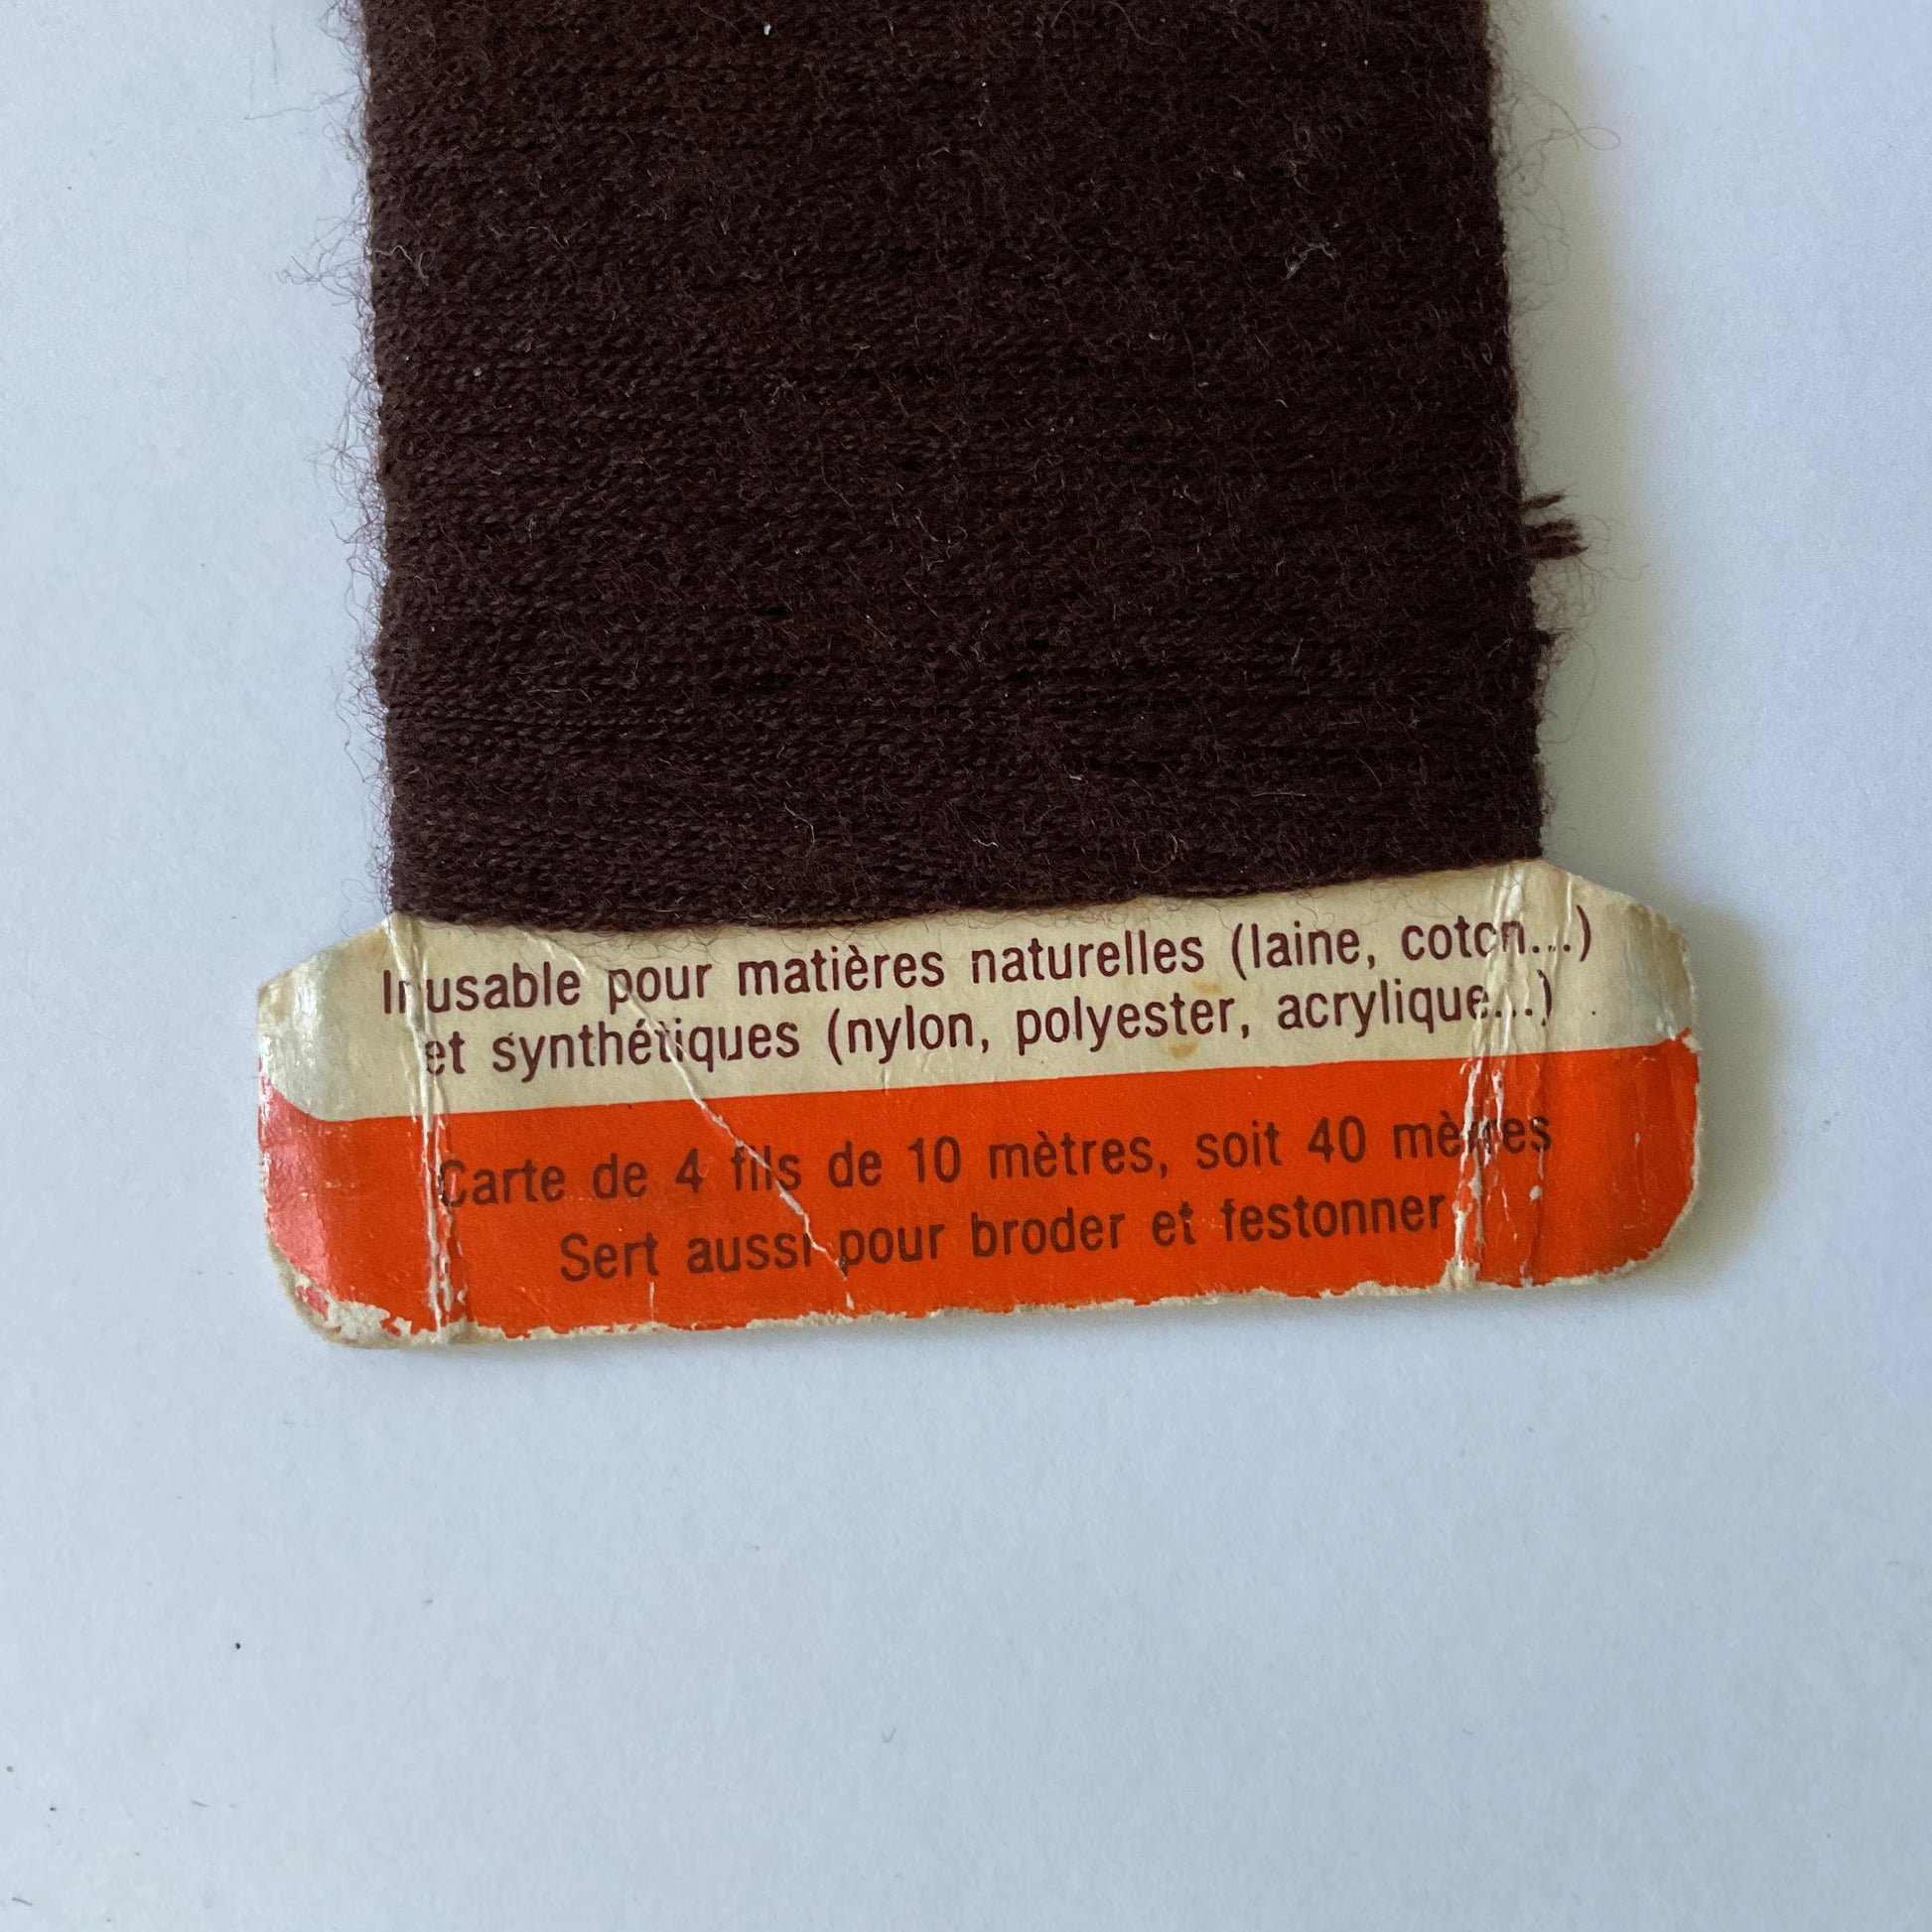 Inusable pour matières naturelles (laine, coton...)
et synthétiques (nylon, polyester, acrylique...)
Carte de 4 fils de 10 mètres, soit 40 mètres
Sert aussi pour broder et festonner